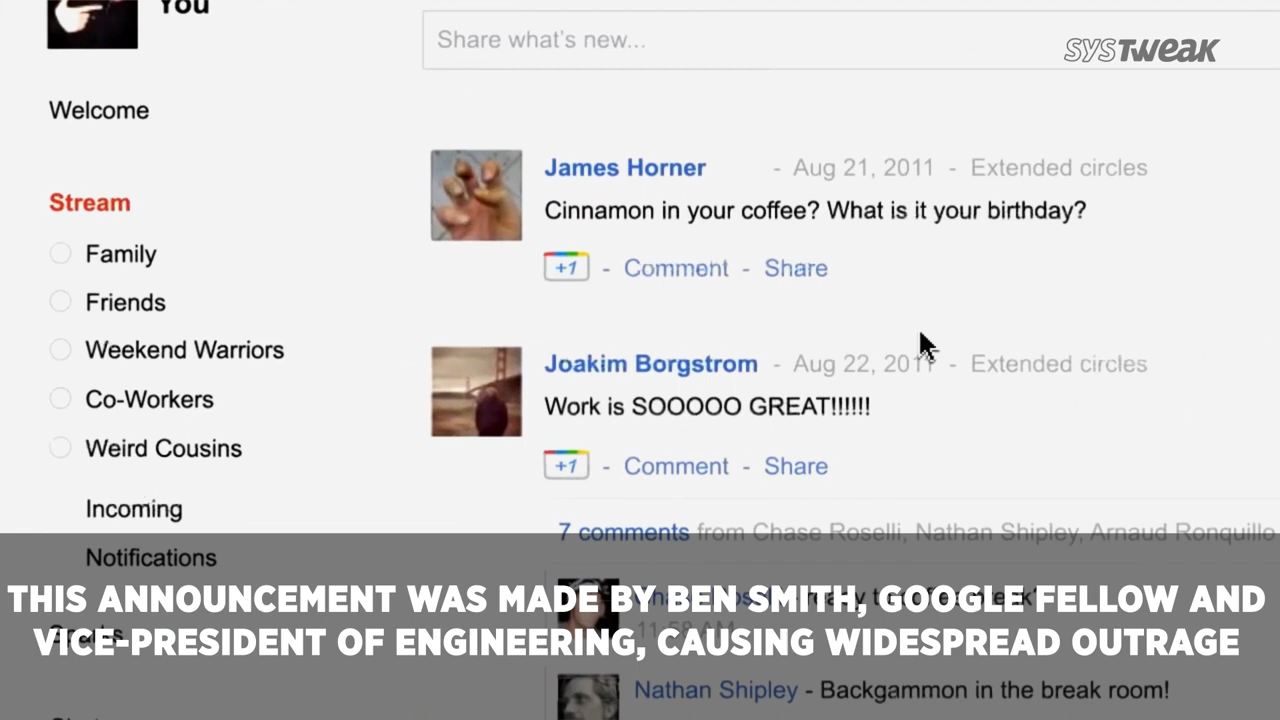 You
Share what's new...
SYSTWEAK
Welcome
James Horner - Aug 21, 2011 - Extended circles
Stream
Cinnamon in your coffee? What is it your birthday?
Family
+1 - Comment - Share
Friends
Weekend Warriors
Joakim Borgstrom - Aug 22, 2011 - Extended circles
Co-Workers
Work is SOOOOO GREAT!!!!!!
Weird Cousins
+1 - Comment - Share
Incoming
7 comments from Chase Roselli, Nathan Shipley, Arnaud Ronquillo
Notifications
THIS ANNOUNCEMENT WAS MADE BY BEN SMITH, GOOGLE FELLOW AND
VICE-PRESIDENT OF ENGINEERING, CAUSING WIDESPREAD OUTRAGE
11:58 AM
Sparks
Nathan Shipley - Backgammon in the break room!